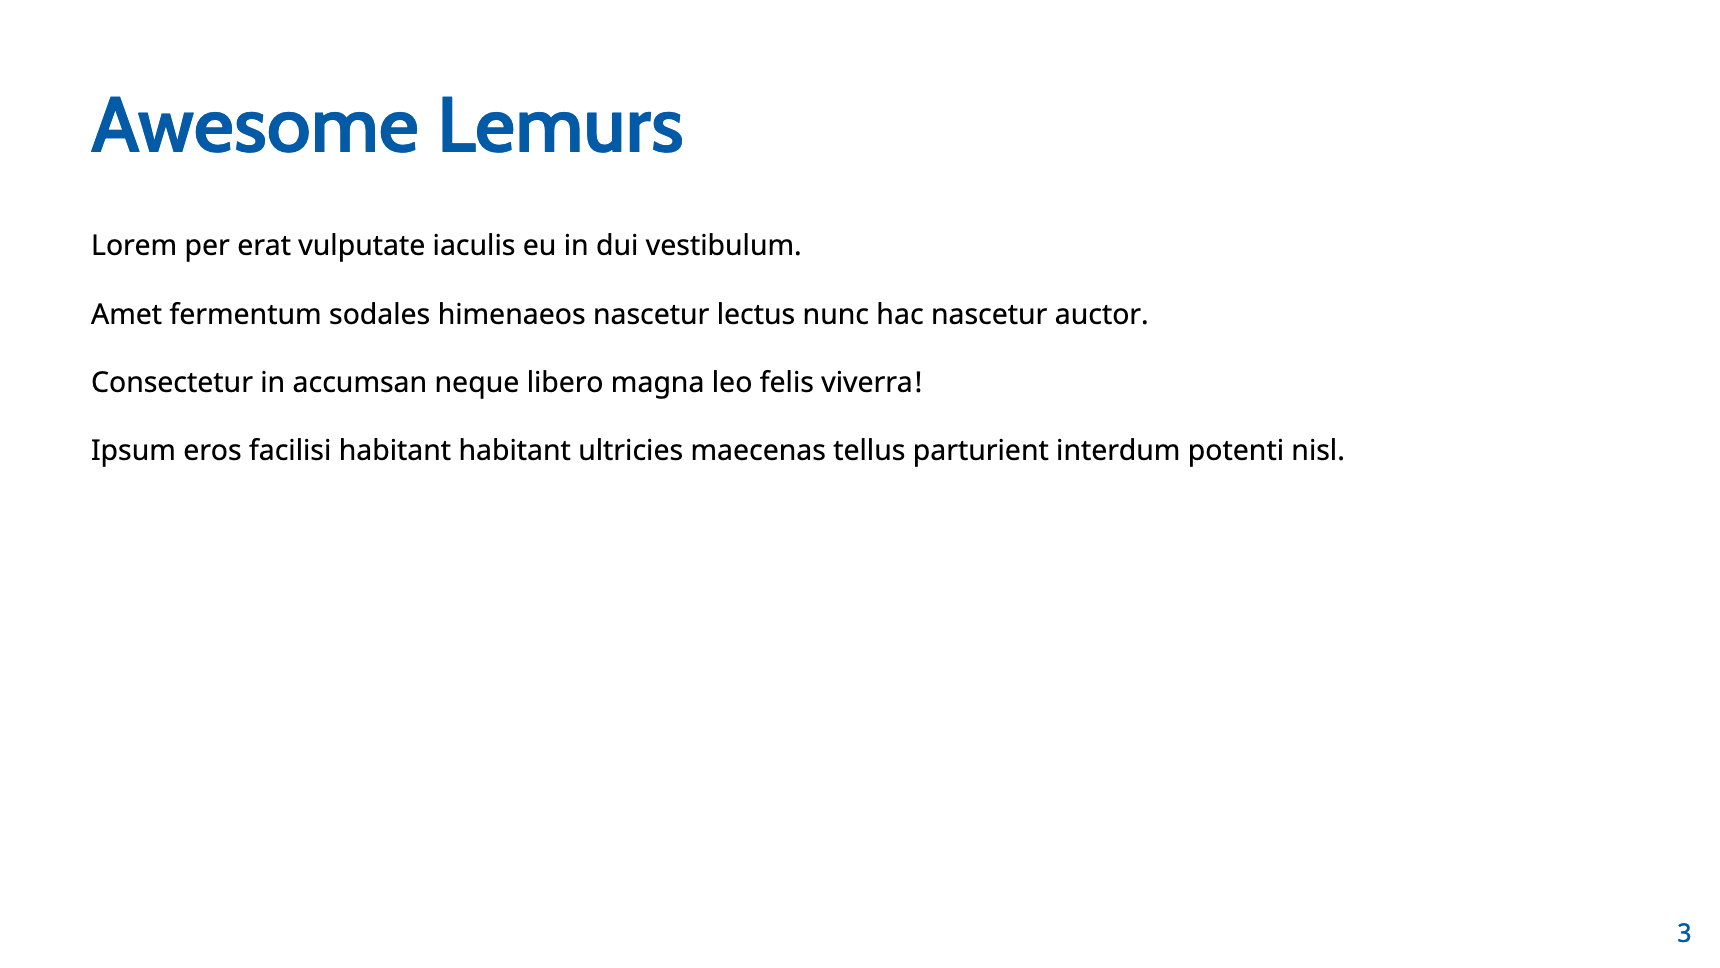 Awesome Lemurs
Lorem per erat vulputate iaculis eu in dui vestibulum.
Amet fermentum sodales himenaeos nascetur lectus nunc hac nascetur auctor.
Consectetur in accumsan neque libero magna leo felis viverra!
Ipsum eros facilisi habitant habitant ultricies maecenas tellus parturient interdum potenti nisl.
3